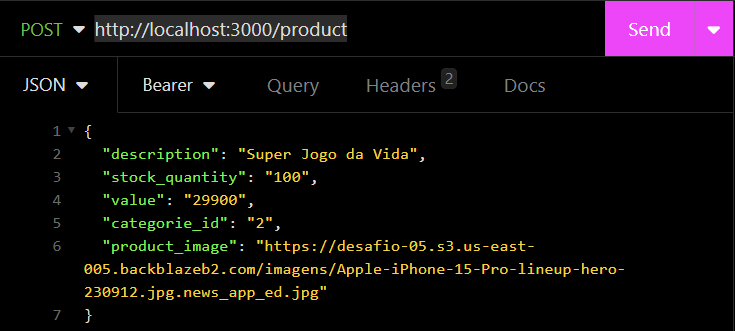 POST http://localhost:3000/product Send
JSON Bearer Query Headers 2 Docs
1 {
2 "description": "Super Jogo da Vida",
3 "stock_quantity": "100",
4 "value": "29900",
5 "categorie_id": "2",
6 "product_image": "https://desafio-05.s3.us-east-
005.backblazeb2.com/imagens/Apple-iPhone-15-Pro-lineup-hero-
230912.jpg.news_app_ed.jpg"
7 }